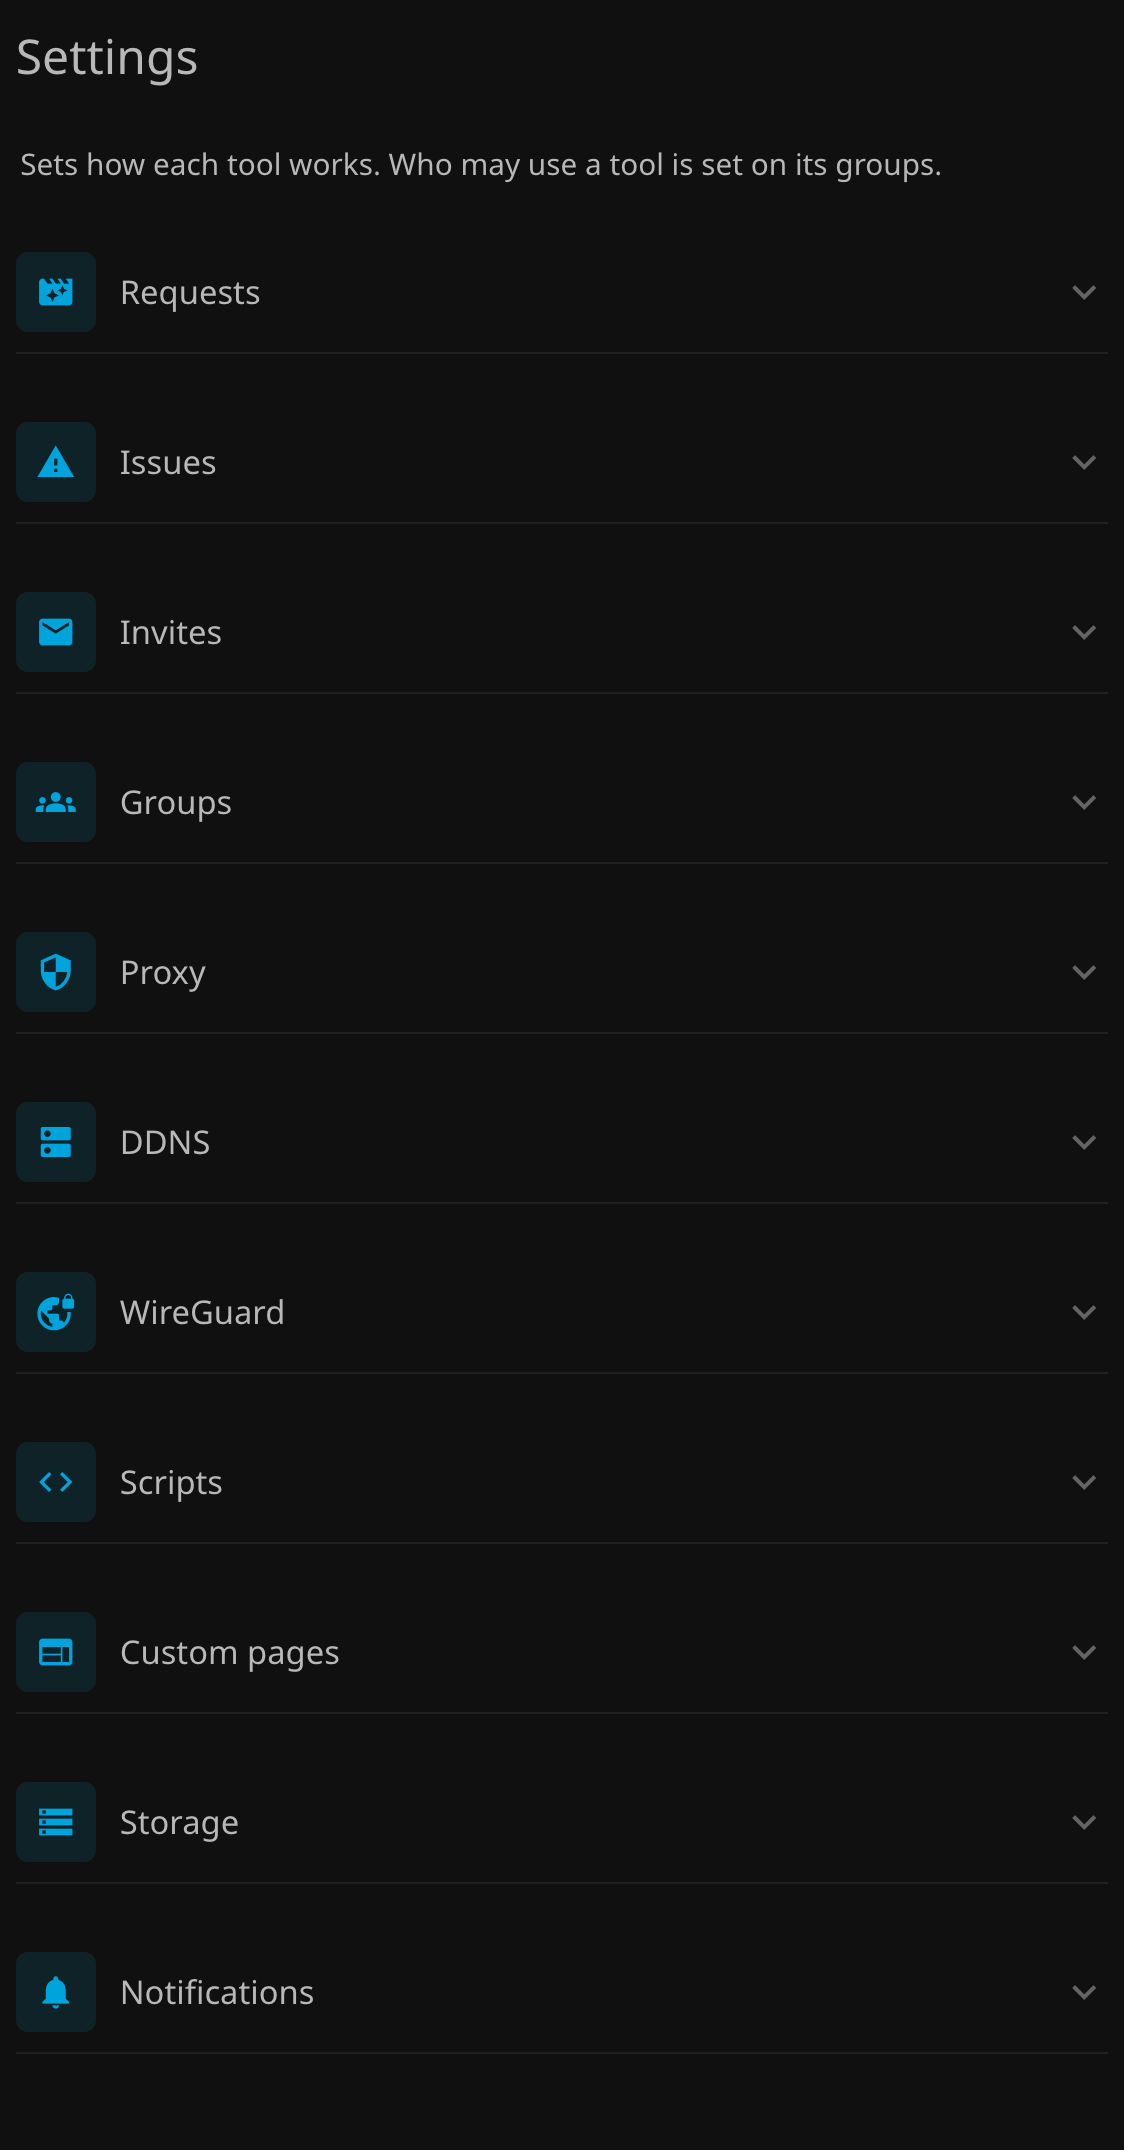 Settings
Sets how each tool works. Who may use a tool is set on its groups.
Requests
Issues
Invites
Groups
Proxy
DDNS
WireGuard
Scripts
Custom pages
Storage
Notifications